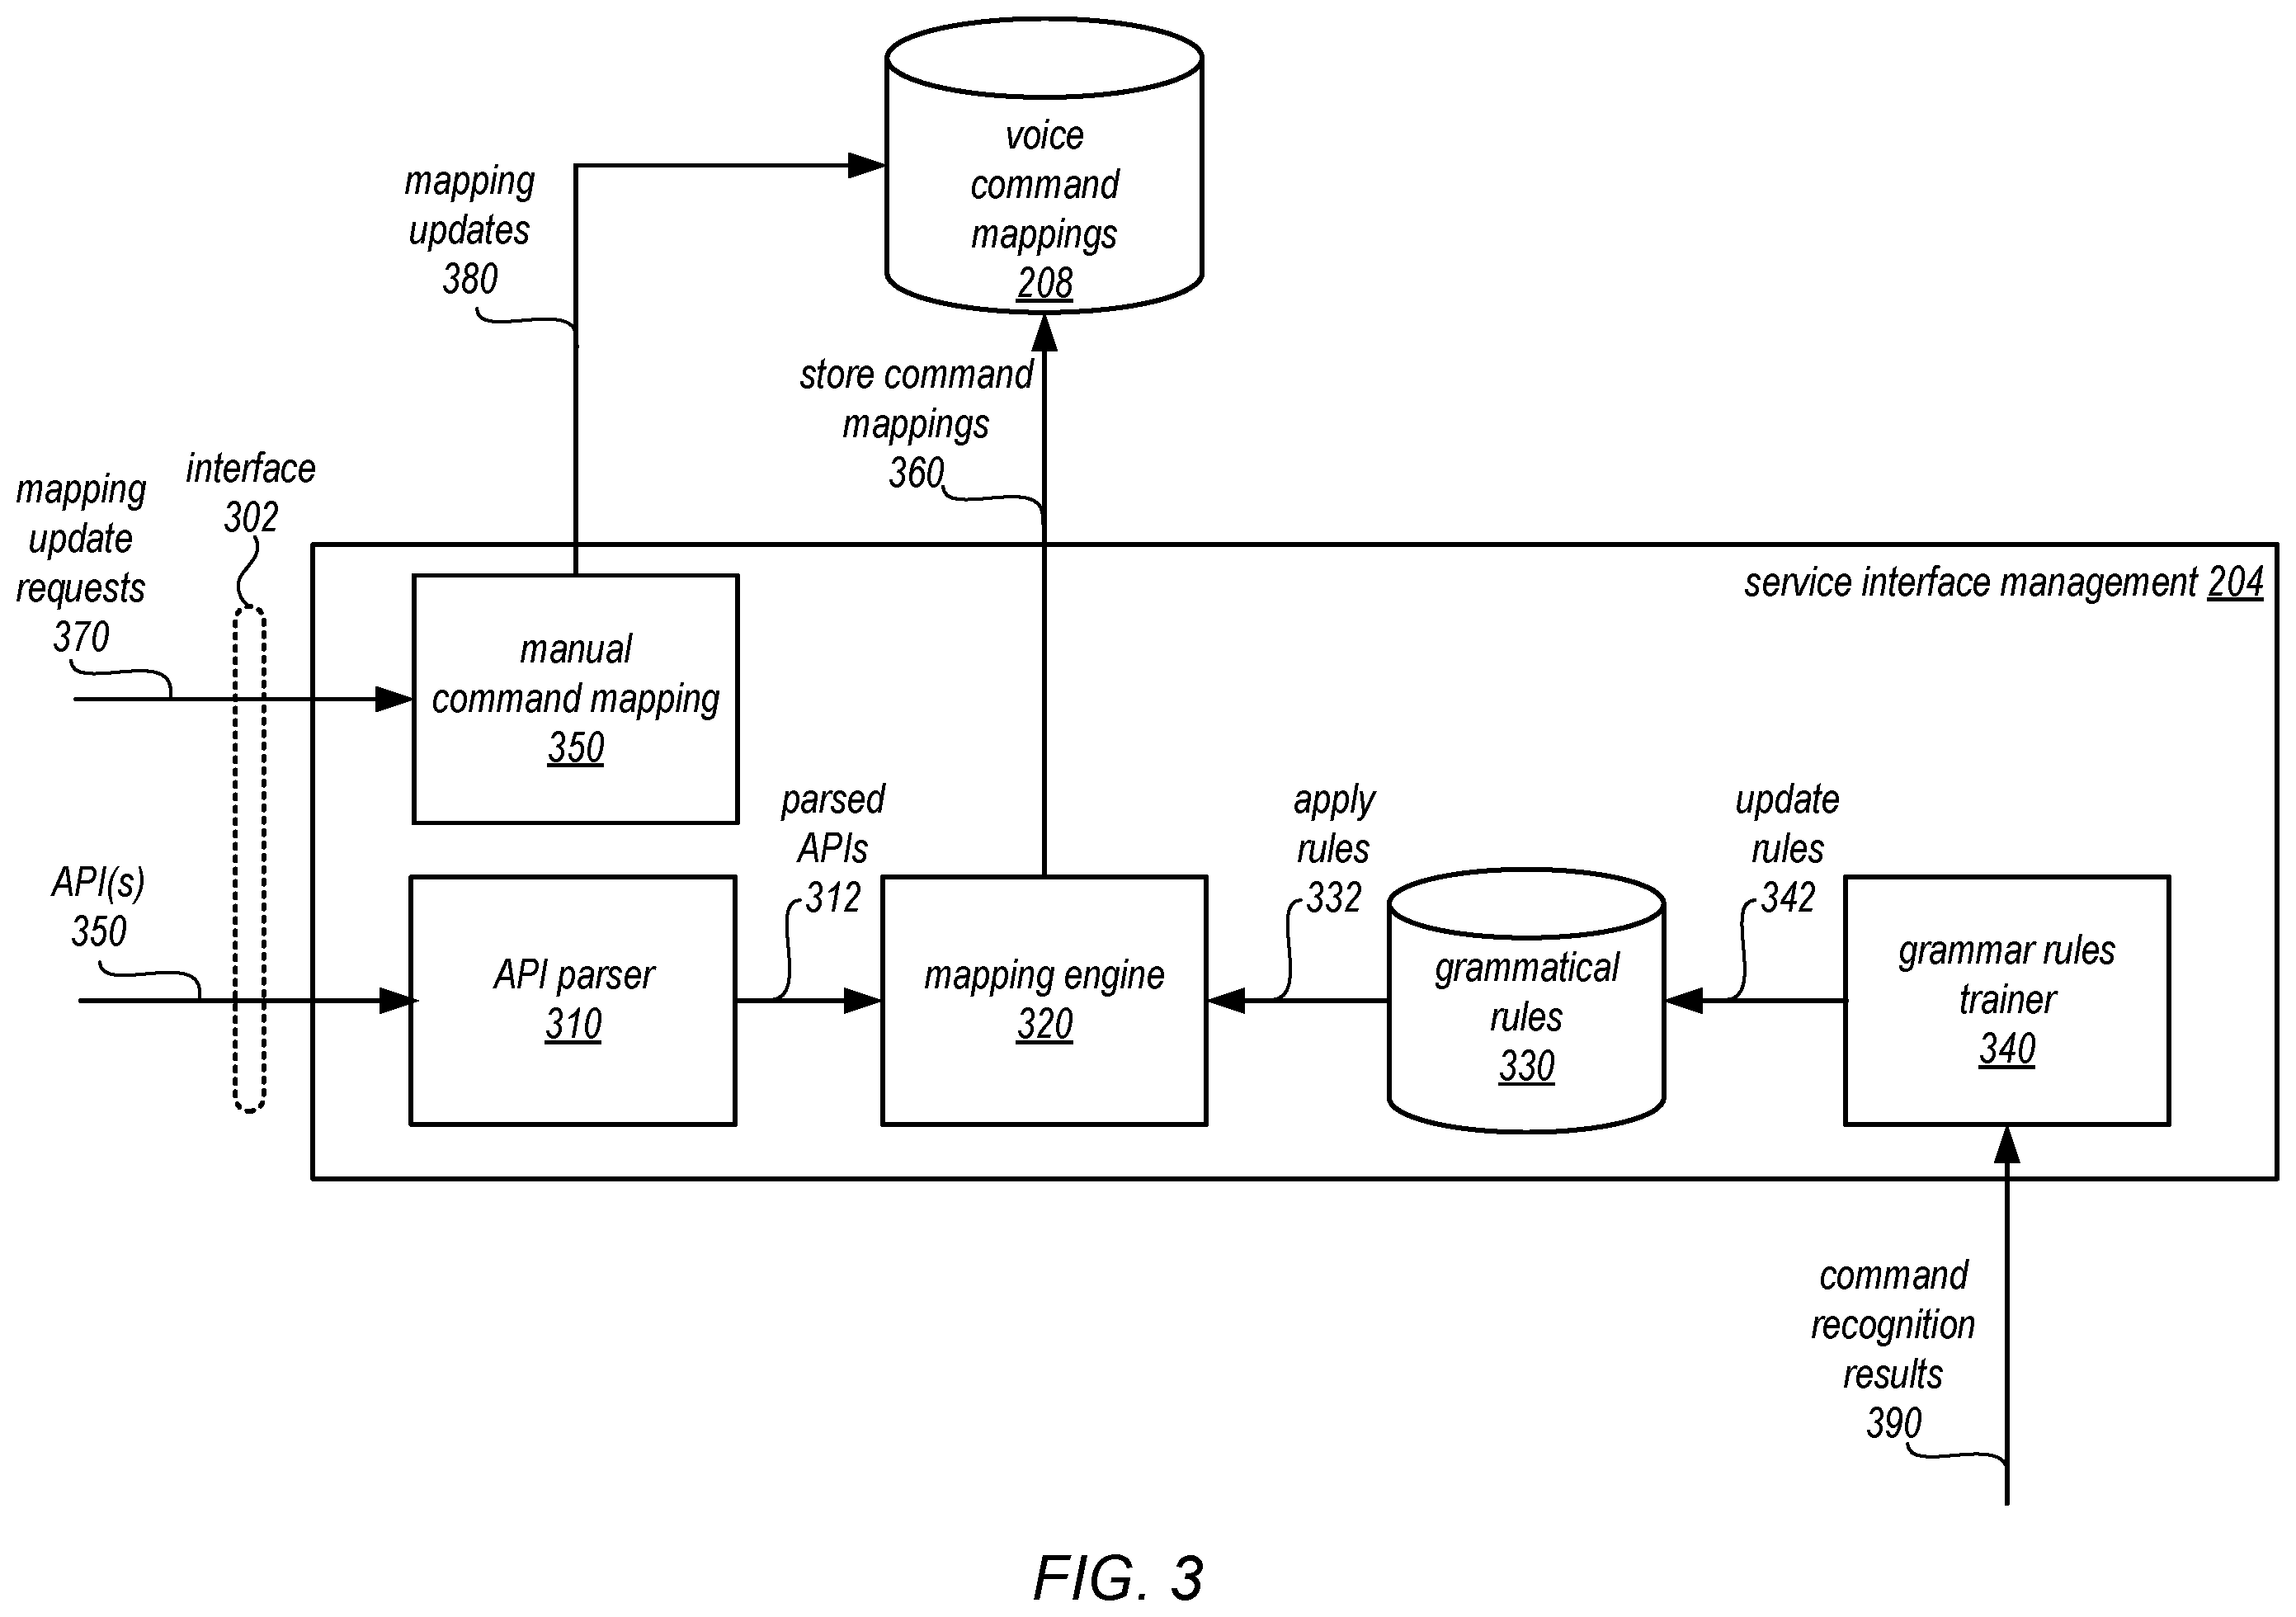 voice
command
mappings
208
mapping
updates
380
store command
mappings
360
interface
302
mapping
update
requests
370
service interface management 204
manual
command mapping
350
parsed
APIs
312
apply
rules
332
update
rules
342
API(s)
350
API parser
310
mapping engine
320
grammatical
rules
330
grammar rules
trainer
340
command
recognition
results
390
FIG. 3